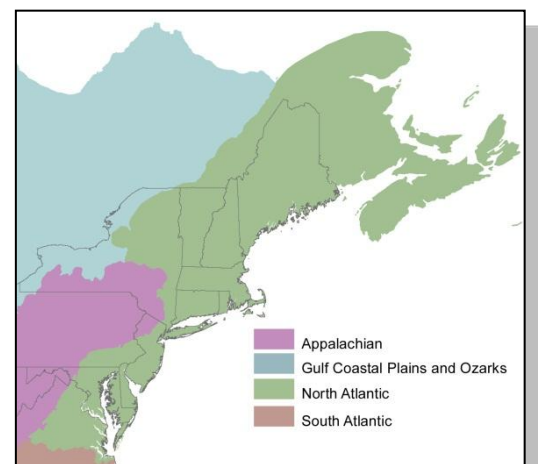 Appalachian
Gulf Coastal Plains and Ozarks
North Atlantic
South Atlantic